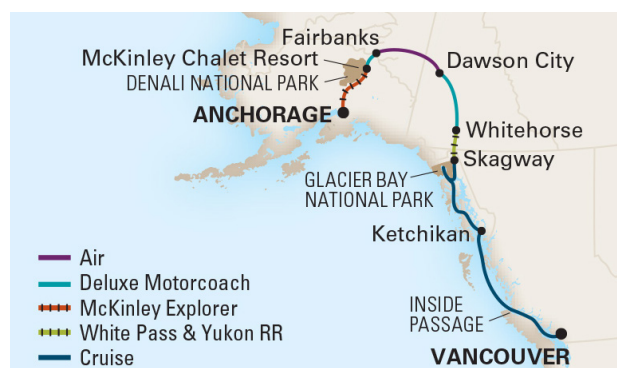 Fairbanks
McKinley Chalet Resort
DENALI NATIONAL PARK
Dawson City
ANCHORAGE
Whitehorse
Skagway
GLACIER BAY
NATIONAL PARK
Ketchikan
Air
Deluxe Motorcoach
McKinley Explorer
White Pass & Yukon RR
Cruise
INSIDE
PASSAGE
VANCOUVER